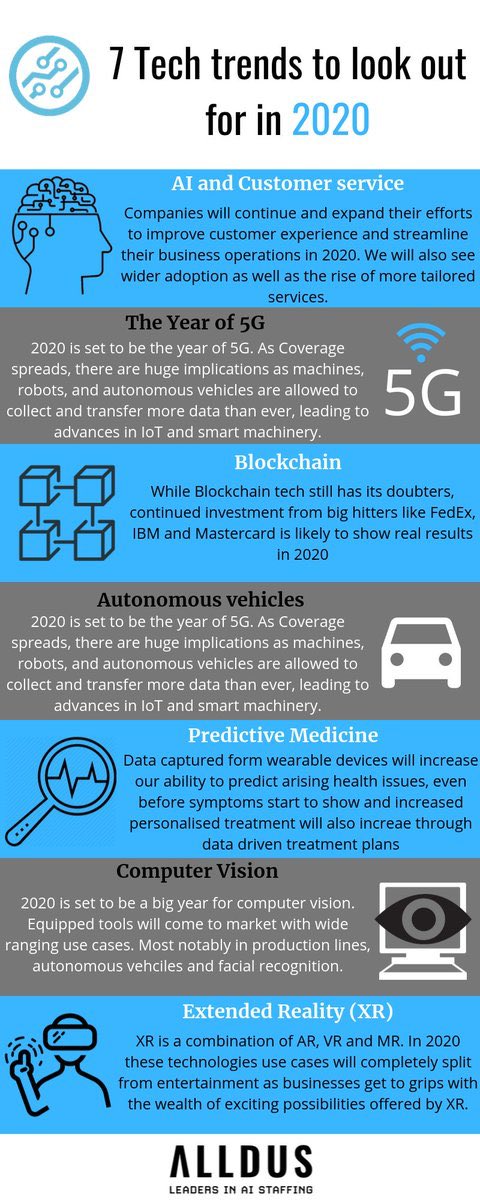 7 Tech trends to look out
for in 2020
AI and Customer service
Companies will continue and expand their efforts
to improve customer experience and streamline
their business operations in 2020. We will also see
wider adoption as well as the rise of more tailored
services.
The Year of 5G
2020 is set to be the year of 5G. As Coverage
spreads, there are huge implications as machines,
robots, and autonomous vehicles are allowed to
collect and transfer more data than ever, leading to
advances in IoT and smart machinery.
5G
Blockchain
While Blockchain tech still has its doubters,
continued investment from big hitters like FedEx,
IBM and Mastercard is likely to show real results
in 2020
Autonomous vehicles
2020 is set to be the year of 5G. As Coverage
spreads, there are huge implications as machines,
robots, and autonomous vehicles are allowed to
collect and transfer more data than ever, leading to
advances in IoT and smart machinery.
Predictive Medicine
Data captured form wearable devices will increase
our ability to predict arising health issues, even
before symptoms start to show and increased
personalised treatment will also increae through
data driven treatment plans
Computer Vision
2020 is set to be a big year for computer vision.
Equipped tools will come to market with wide
ranging use cases. Most notably in production lines,
autonomous vehciles and facial recognition.
Extended Reality (XR)
XR is a combination of AR, VR and MR. In 2020
these technologies use cases will completely split
from entertainment as businesses get to grips with
the wealth of exciting possibilities offered by XR.
ALLDUS
LEADERS IN AI STAFFING